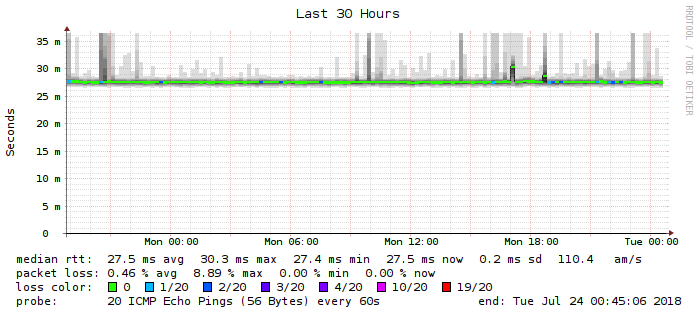 Last 30 Hours
RRDTOOL / TOBI OETIKER
Seconds
35 m
30 m
25 m
20 m
15 m
10 m
5 m
0
Mon 00:00 Mon 06:00 Mon 12:00 Mon 18:00 Tue 00:00
median rtt: 27.5 ms avg 30.3 ms max 27.4 ms min 27.5 ms now 0.2 ms sd 110.4 am/s
packet loss: 0.46 % avg 8.89 % max 0.00 % min 0.00 % now
loss color: 0 1/20 2/20 3/20 4/20 10/20 19/20
probe: 20 ICMP Echo Pings (56 Bytes) every 60s end: Tue Jul 24 00:45:06 2018